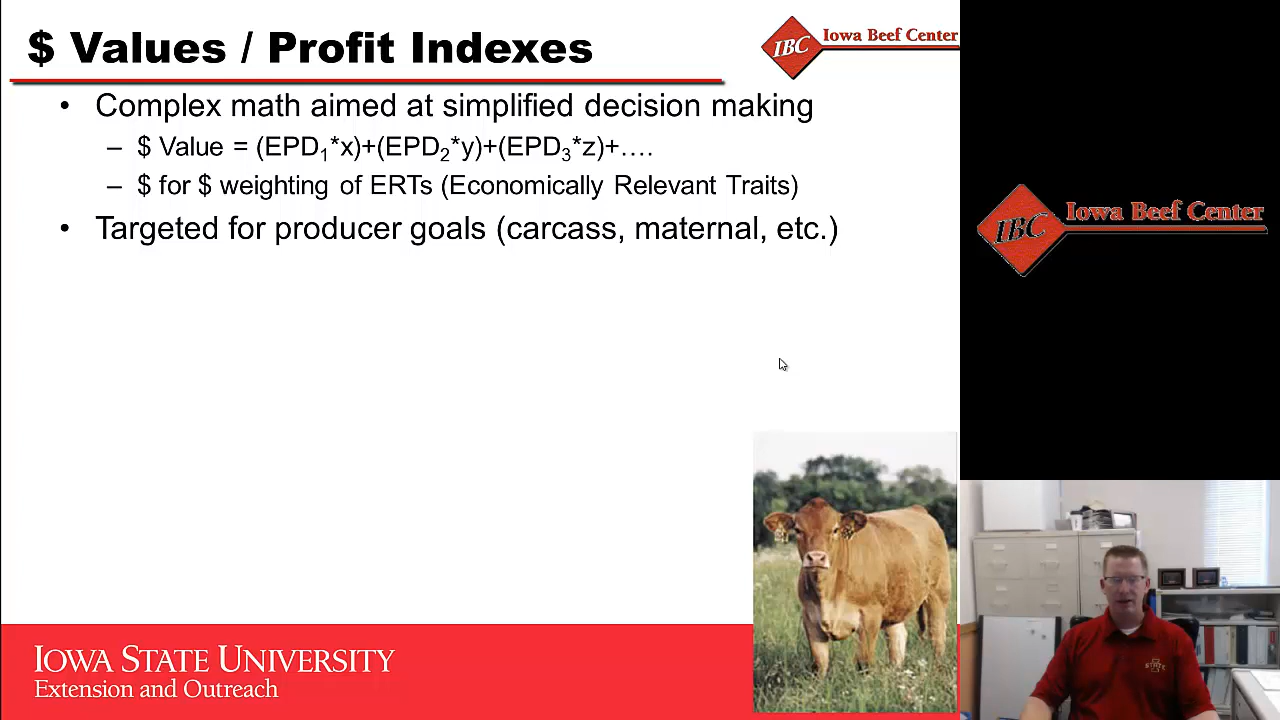 $ Values / Profit Indexes
IBC Iowa Beef Center
• Complex math aimed at simplified decision making
– $ Value = (EPD₁*x)+(EPD₂*y)+(EPD₃*z)+….
– $ for $ weighting of ERTs (Economically Relevant Traits)
• Targeted for producer goals (carcass, maternal, etc.)
IBC Iowa Beef Center
IOWA STATE UNIVERSITY
Extension and Outreach
STATE